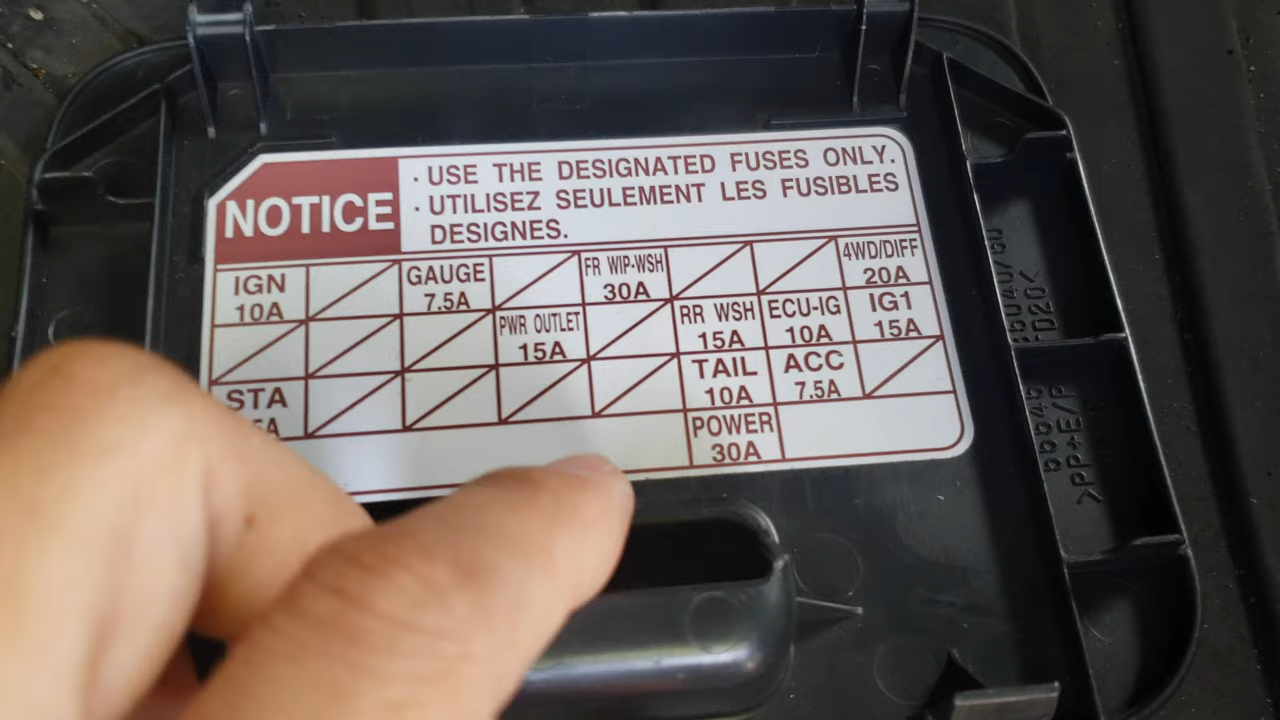 NOTICE
· USE THE DESIGNATED FUSES ONLY.
· UTILISEZ SEULEMENT LES FUSIBLES
DESIGNES.
IGN GAUGE FR WIP-WSH 4WD/DIFF
10A 7.5A 30A 20A
PWR OUTLET RR WSH ECU-IG IG1
15A 15A 10A 15A
STA TAIL ACC
5A 10A 7.5A
POWER
30A
>PP+E/P